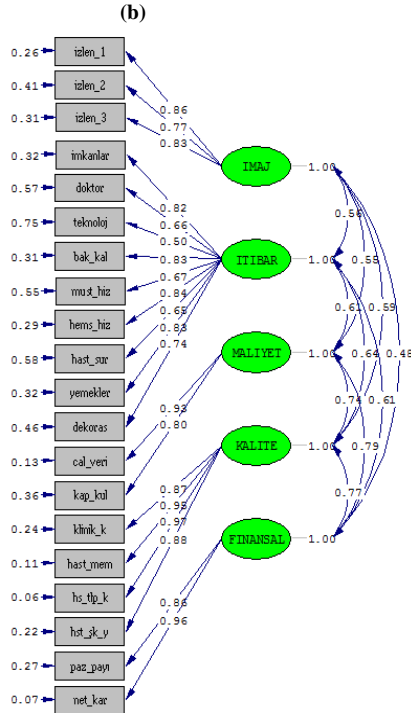 (b)
0.26 izlen_1
0.41 izlen_2
0.31 izlen_3
0.32 imkanlar
0.57 doktor
0.75 teknoloj
0.31 bak_kal
0.55 must_hiz
0.29 hems_hiz
0.58 hast_sur
0.32 yemekler
0.46 dekoras
0.13 cal_veri
0.36 kap_kul
0.24 klinik_k
0.11 hast_mem
0.06 hs_tlp_k
0.22 hst_sk_y
0.27 paz_payı
0.07 net_kar
0.86
0.77
0.83
0.82
0.66
0.50
0.83
0.67
0.84
0.65
0.83
0.74
0.93
0.80
0.87
0.95
0.97
0.88
0.86
0.96
IMAJ 1.00
ITIBAR 1.00
MALIYET 1.00
KALITE 1.00
FINANSAL 1.00
0.55
0.61
0.59
0.48
0.64
0.74
0.61
0.79
0.77